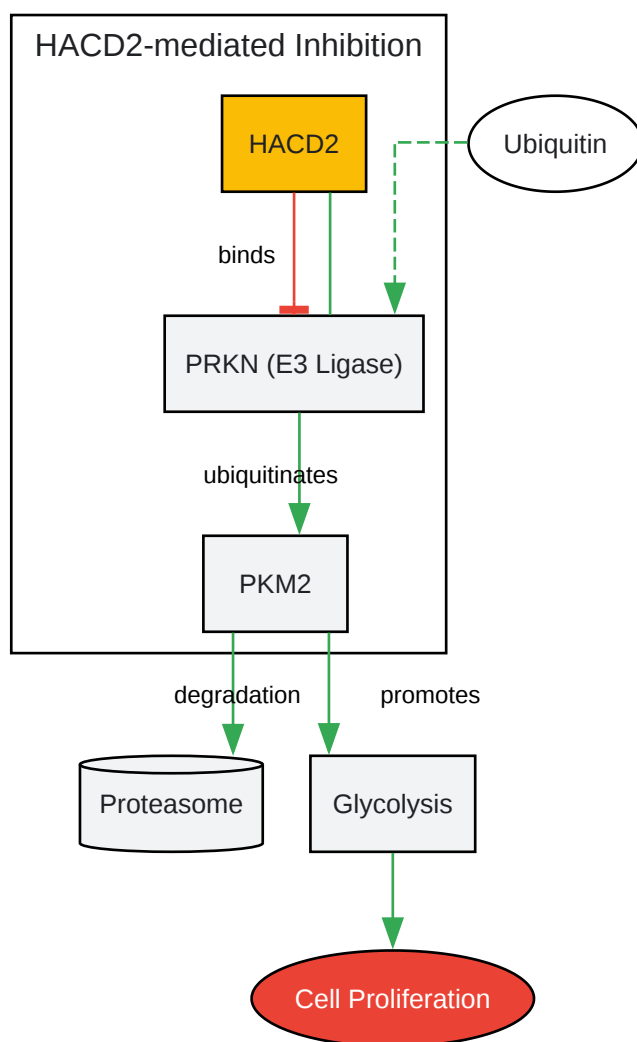 HACD2-mediated Inhibition
HACD2
Ubiquitin
binds
PRKN (E3 Ligase)
ubiquitinates
PKM2
degradation
promotes
Proteasome
Glycolysis
Cell Proliferation